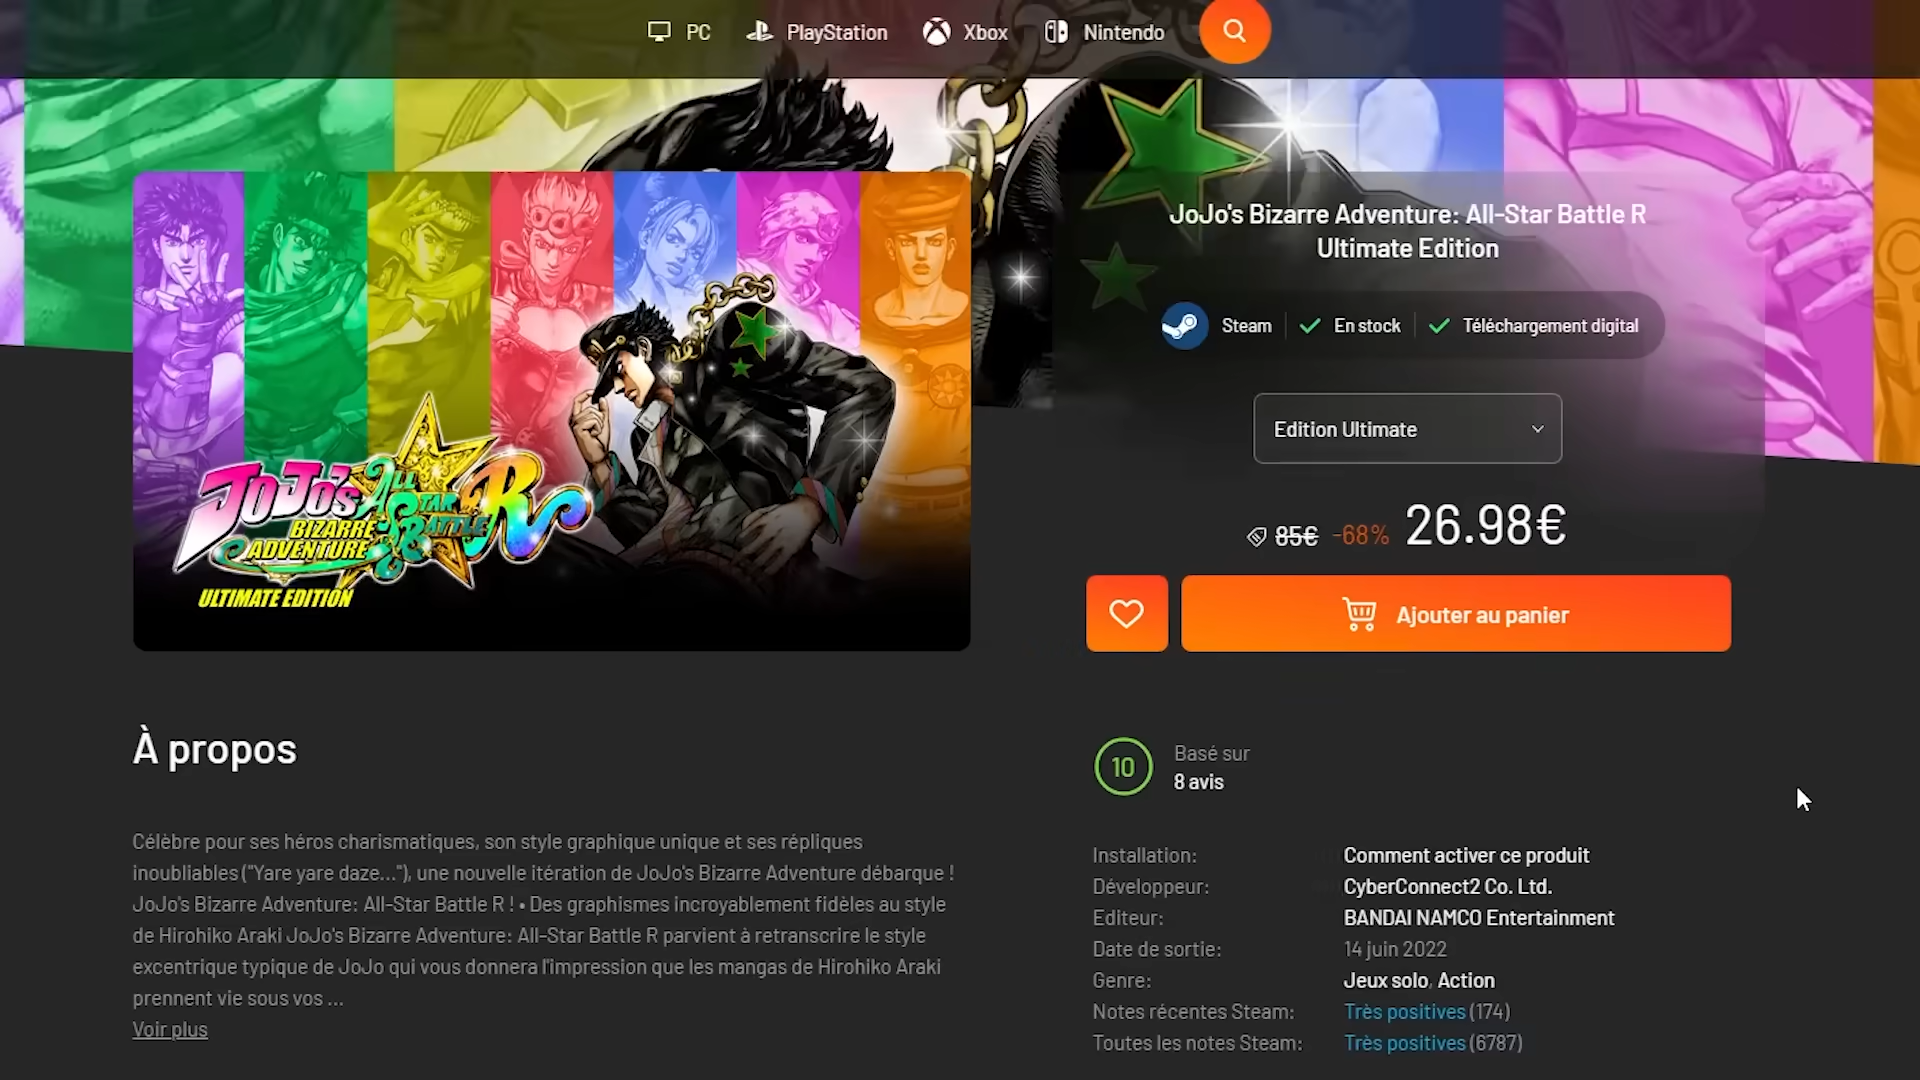 PC PlayStation Xbox Nintendo
JoJo's Bizarre Adventure: All-Star Battle R
Ultimate Edition
Steam En stock Téléchargement digital
Edition Ultimate
85€ -68% 26.98€
Ajouter au panier
JoJo's
BIZARRE
ADVENTURE
ALL
STAR
BATTLE
R
ULTIMATE EDITION
À propos
Célèbre pour ses héros charismatiques, son style graphique unique et ses répliques
inoubliables ("Yare yare daze..."), une nouvelle itération de JoJo's Bizarre Adventure débarque !
JoJo's Bizarre Adventure: All-Star Battle R ! • Des graphismes incroyablement fidèles au style
de Hirohiko Araki JoJo's Bizarre Adventure: All-Star Battle R parvient à retranscrire le style
excentrique typique de JoJo qui vous donnera l'impression que les mangas de Hirohiko Araki
prennent vie sous vos ...
Voir plus
10
Basé sur
8 avis
Installation: Comment activer ce produit
Développeur: CyberConnect2 Co. Ltd.
Editeur: BANDAI NAMCO Entertainment
Date de sortie: 14 juin 2022
Genre: Jeux solo, Action
Notes récentes Steam: Très positives (174)
Toutes les notes Steam: Très positives (6787)